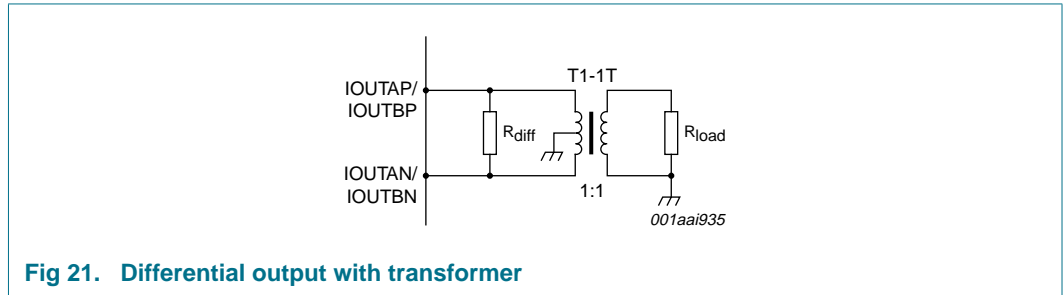 T1-1T
IOUTAP/
IOUTBP
Rdiff
Rload
IOUTAN/
IOUTBN
1:1
001aai935
Fig 21. Differential output with transformer